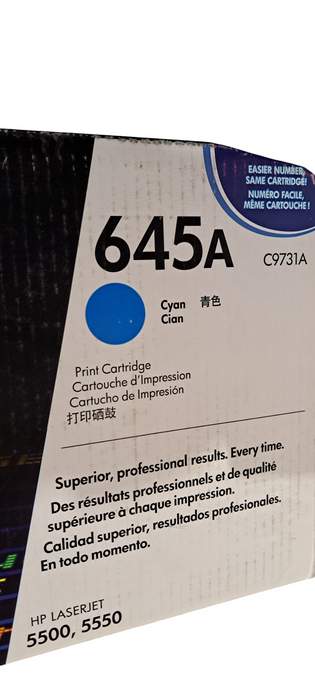 EASIER NUMBER,
SAME CARTRIDGE!
NUMÉRO FACILE,
MÊME CARTOUCHE !
645A
C9731A
Cyan 青色
Cian
Print Cartridge
Cartouche d'Impression
Cartucho de Impresión
打印硒鼓
Superior, professional results. Every time.
Des résultats professionnels et de qualité
supérieure à chaque impression.
Calidad superior, resultados profesionales.
En todo momento.
HP LASERJET
5500, 5550